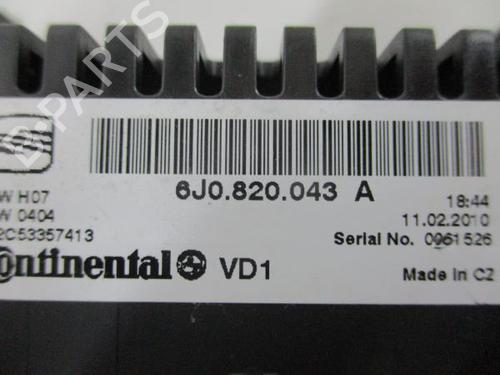 6J0.820.043 A
W H07
W 0404
2C53357413
18:44
11.02.2010
Serial No. 0061526
Continental VD1
Made in CZ
B-PARTS